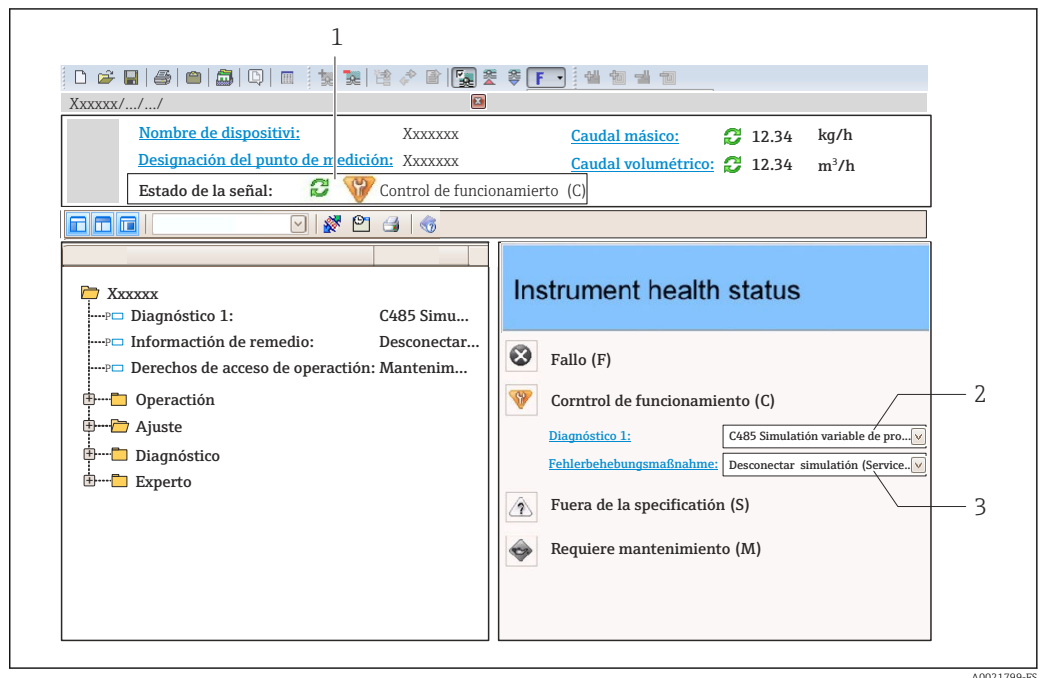 1
F
Xxxxxx/.../.../
Nombre de dispositivi: Xxxxxxx Caudal másico: 12.34 kg/h
Designación del punto de medición: Xxxxxxx Caudal volumétrico: 12.34 m³/h
Estado de la señal: Control de funcionamierto (C)
Xxxxxx
P Diagnóstico 1: C485 Simu...
P Informactión de remedio: Desconectar...
P Derechos de acceso de operactión: Mantenim...
Operactión
Ajuste
Diagnóstico
Experto
Instrument health status
Fallo (F)
Corntrol de funcionamiento (C)
2
Diagnóstico 1: C485 Simulatión variable de pro...
Fehlerbehebungsmaßnahme: Desconectar simulatión (Service..
Fuera de la specificatión (S)
3
Requiere mantenimiento (M)
A0021799-ES